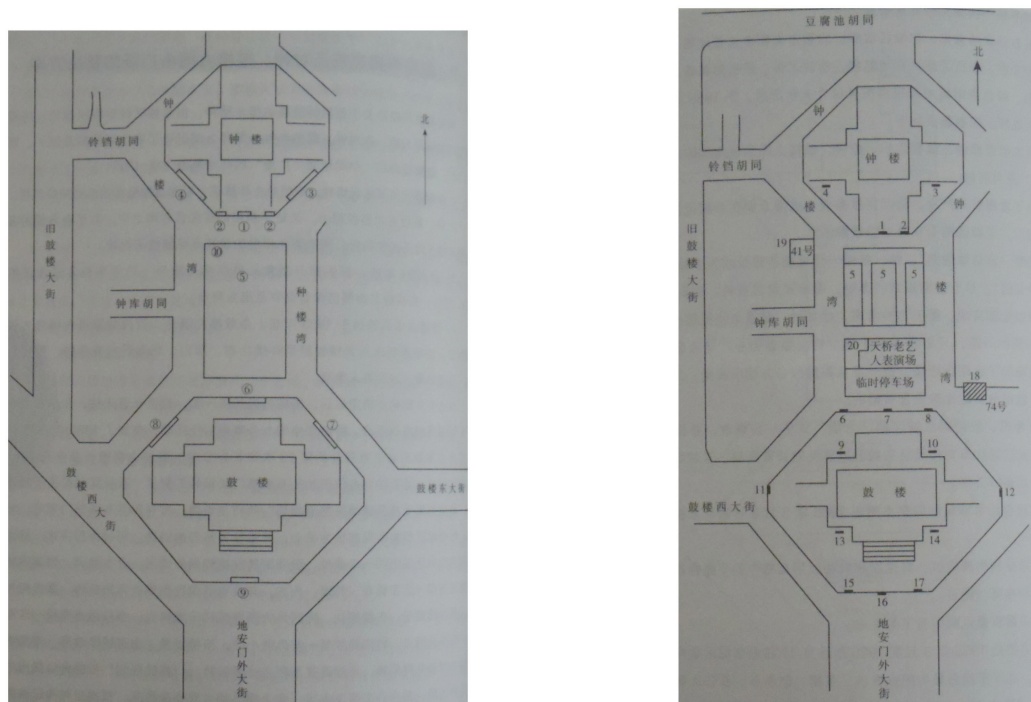 北
钟
钟楼
铃铛胡同
楼
④
③
②
①
②
⑩
旧鼓楼大街
湾
⑤
钟库胡同
钟楼湾
⑥
⑧
⑦
鼓楼西大街
鼓楼
鼓楼东大街
⑨
地安门外大街
豆腐池胡同
北
钟
铃铛胡同
钟楼
4
3
楼
钟
1
2
19
41号
旧鼓楼大街
5
5
5
楼
湾
钟库胡同
20
天桥老艺
人表演场
湾
18
临时停车场
74号
6
7
8
9
10
11
鼓楼
12
鼓楼西大街
13
14
15
16
17
地安门外大街